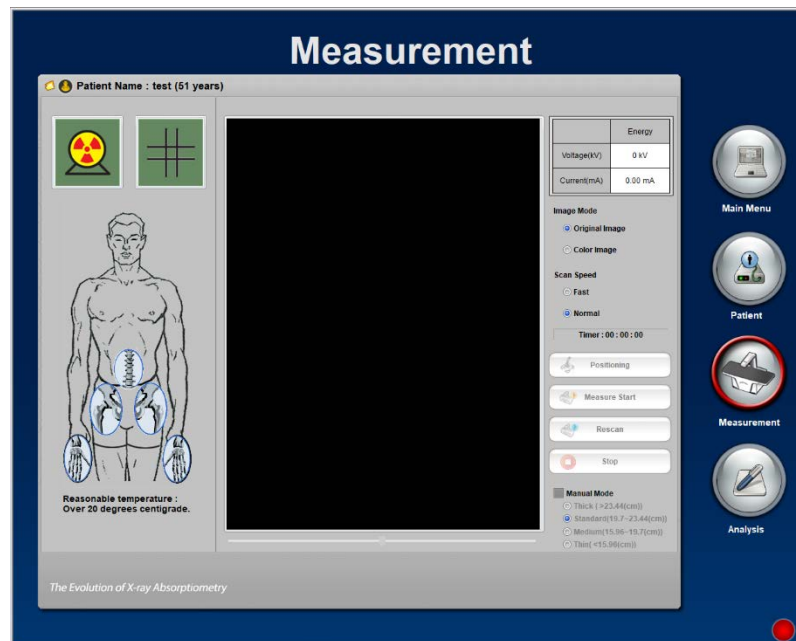 Measurement
Patient Name : test (51 years)
Energy
Voltage(kV) 0 kV
Current(mA) 0.00 mA
Image Mode
Original Image
Color Image
Scan Speed
Fast
Normal
Timer : 00 : 00 : 00
Positioning
Measure Start
Rescan
Stop
Manual Mode
Thick ( >23.44(cm))
Standard(19.7~23.44(cm))
Medium(15.96~19.7(cm))
Thin( <15.96(cm))
Reasonable temperature :
Over 20 degrees centigrade.
The Evolution of X-ray Absorptiometry
Main Menu
Patient
Measurement
Analysis